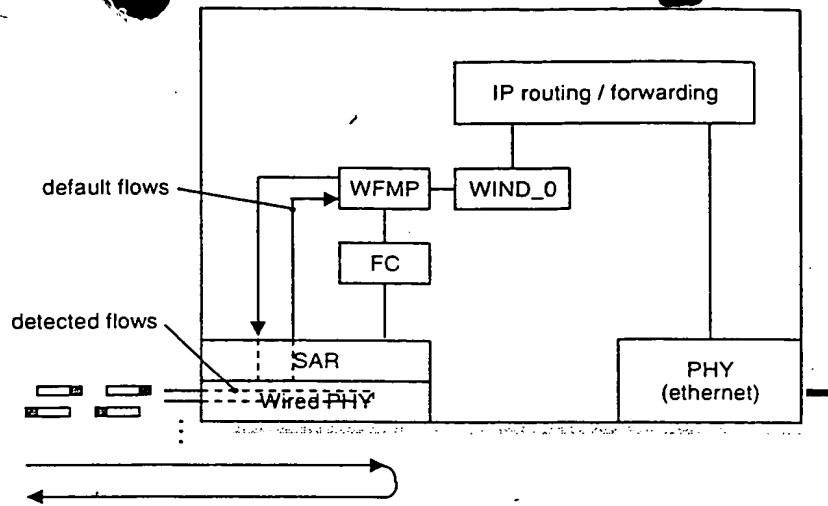 IP routing / forwarding
default flows
WFMP
WIND_0
FC
detected flows
SAR
Wired PHY
PHY
(ethernet)